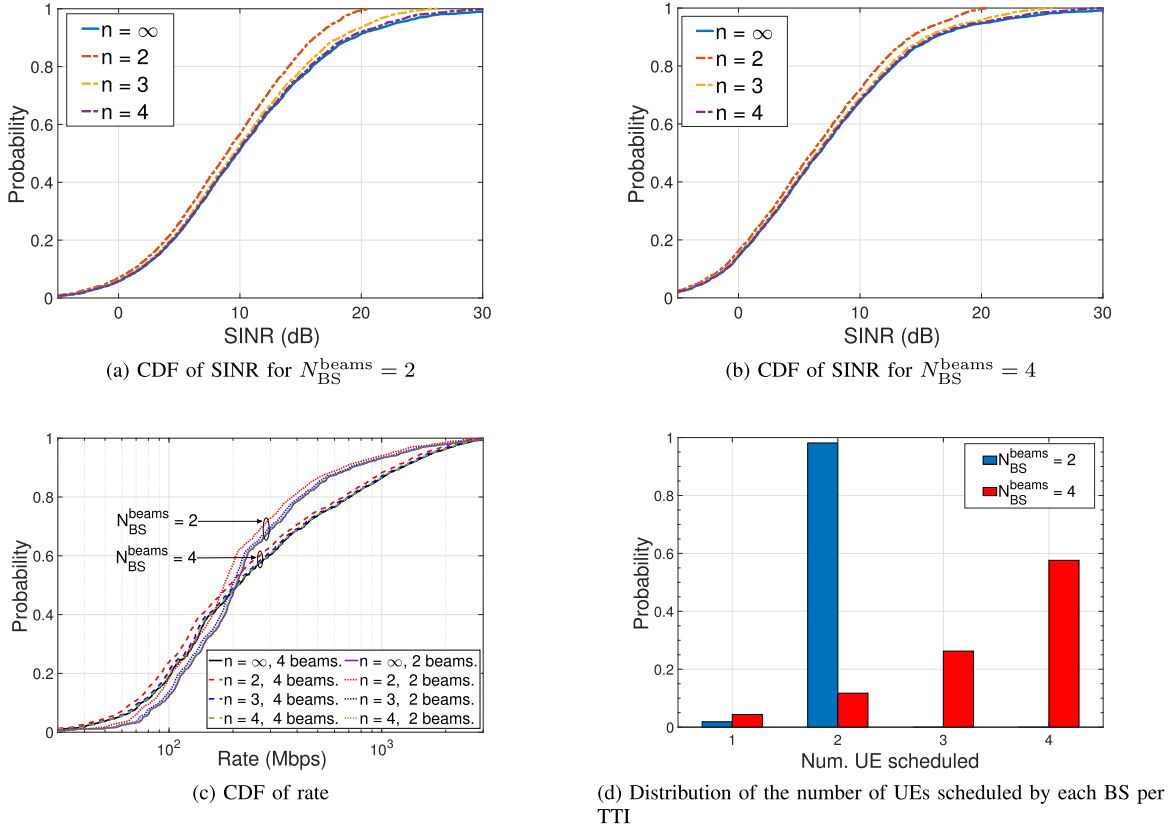 1
0.8
0.6
0.4
0.2
0
Probability
n = ∞
n = 2
n = 3
n = 4
0 10 20 30
SINR (dB)
(a) CDF of SINR for N_BS^beams = 2
1
0.8
0.6
0.4
0.2
0
Probability
n = ∞
n = 2
n = 3
n = 4
0 10 20 30
SINR (dB)
(b) CDF of SINR for N_BS^beams = 4
1
0.8
0.6
0.4
0.2
0
Probability
N_BS^beams = 2
N_BS^beams = 4
n = ∞, 4 beams. n = ∞, 2 beams.
n = 2, 4 beams. n = 2, 2 beams.
n = 3, 4 beams. n = 3, 2 beams.
n = 4, 4 beams. n = 4, 2 beams.
10^2 10^3
Rate (Mbps)
(c) CDF of rate
1
0.8
0.6
0.4
0.2
0
Probability
N_BS^beams = 2
N_BS^beams = 4
1 2 3 4
Num. UE scheduled
(d) Distribution of the number of UEs scheduled by each BS per
TTI